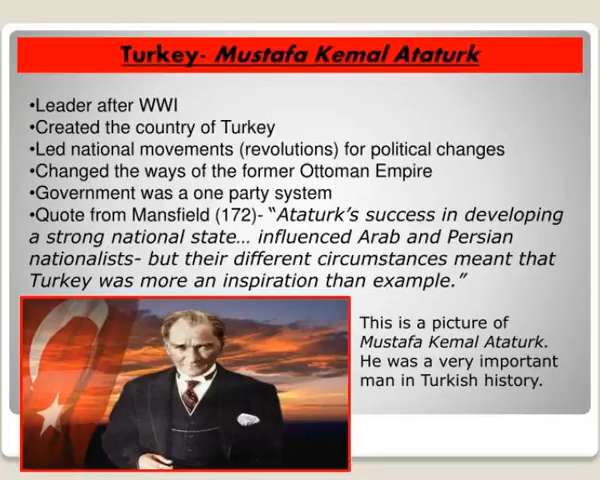 Turkey- Mustafa Kemal Ataturk
•Leader after WWI
•Created the country of Turkey
•Led national movements (revolutions) for political changes
•Changed the ways of the former Ottoman Empire
•Government was a one party system
•Quote from Mansfield (172)- “Ataturk’s success in developing
a strong national state… influenced Arab and Persian
nationalists- but their different circumstances meant that
Turkey was more an inspiration than example.”
This is a picture of
Mustafa Kemal Ataturk.
He was a very important
man in Turkish history.